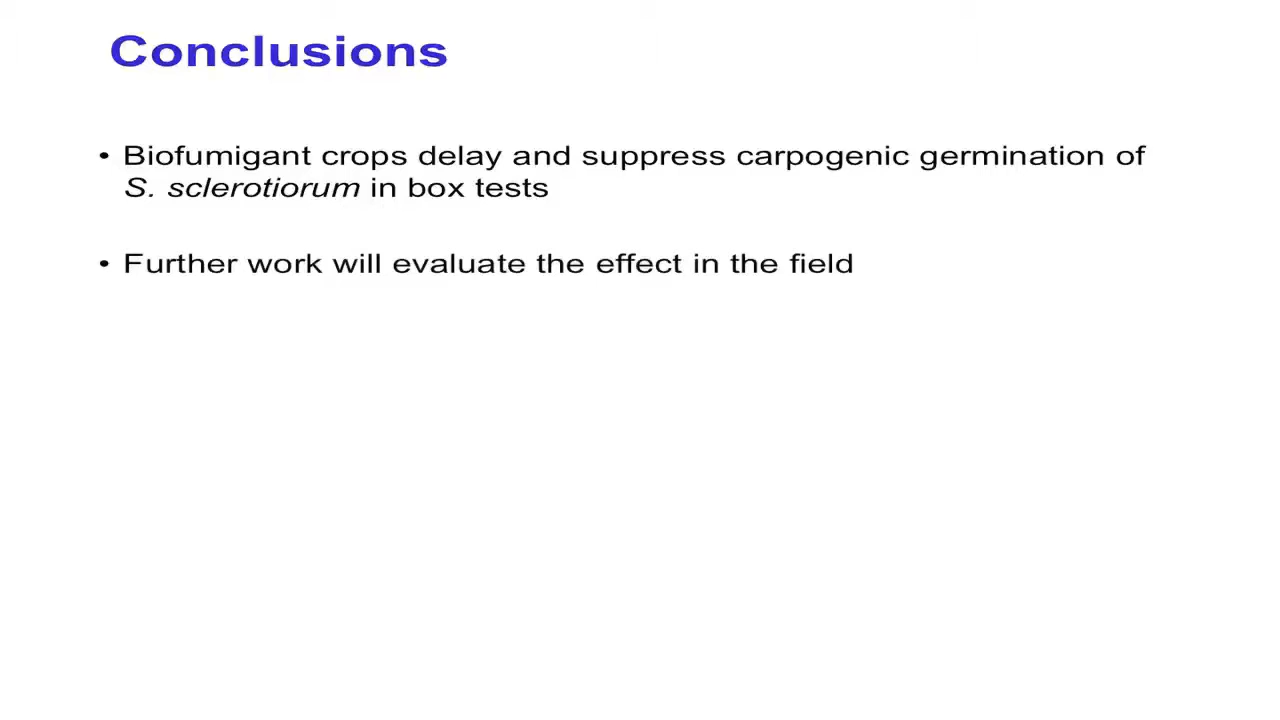 Conclusions
• Biofumigant crops delay and suppress carpogenic germination of
S. sclerotiorum in box tests
• Further work will evaluate the effect in the field